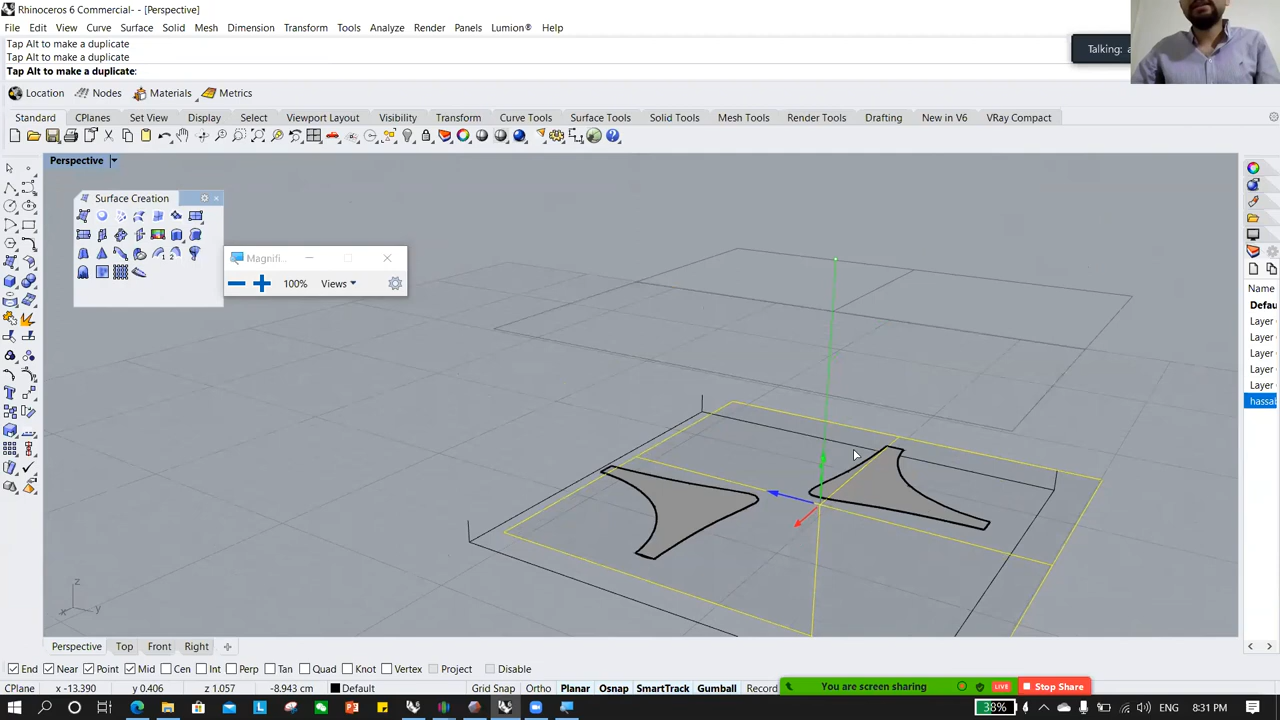 Rhinoceros 6 Commercial- - [Perspective]
File Edit View Curve Surface Solid Mesh Dimension Transform Tools Analyze Render Panels Lumion® Help
Tap Alt to make a duplicate
Tap Alt to make a duplicate
Tap Alt to make a duplicate:
Talking: a
Location Nodes Materials Metrics
Standard CPlanes Set View Display Select Viewport Layout Visibility Transform Curve Tools Surface Tools Solid Tools Mesh Tools Render Tools Drafting New in V6 VRay Compact
Perspective
Surface Creation
Magnifi...
100% Views
Name
Defau
Layer
Layer
Layer
Layer
Layer
hassa
z
x y
Perspective Top Front Right
End Near Point Mid Cen Int Perp Tan Quad Knot Vertex Project Disable
CPlane x -13.390 y 0.406 z 1.057 -8.943 cm Default Grid Snap Ortho Planar Osnap SmartTrack Gumball Record
You are screen sharing LIVE Stop Share
38% ENG 8:31 PM